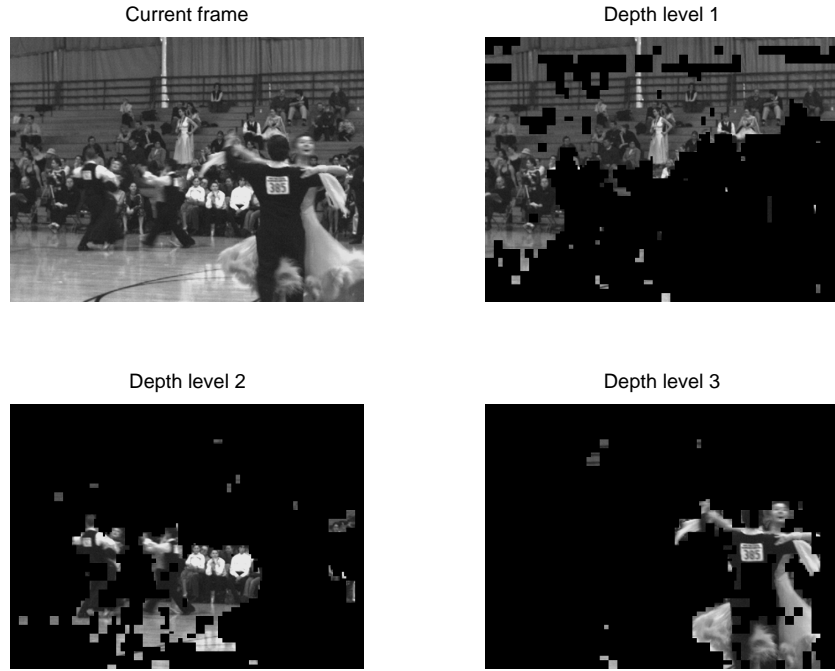 Current frame
Depth level 1
385
Depth level 2
Depth level 3
385